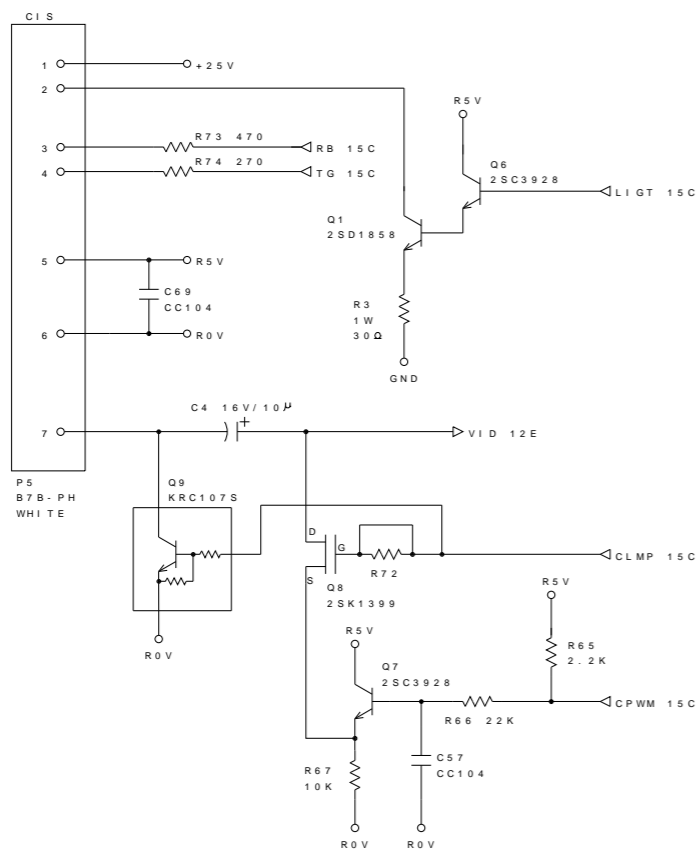 CIS
1
+25V
2
R5V
R73 470
3
RB 15C
R74 270
4
TG 15C
Q6
2SC3928
LIGT 15C
Q1
2SD1858
5
R5V
C69
CC104
R3
1W
30Ω
6
R0V
GND
C4 16V/10μ
+
7
VID 12E
P5
B7B-PH
WHITE
Q9
KRC107S
D
G
S
R72
CLMP 15C
Q8
2SK1399
R5V
R0V
R5V
R65
2.2K
Q7
2SC3928
CPWM 15C
R66 22K
C57
CC104
R67
10K
R0V
R0V